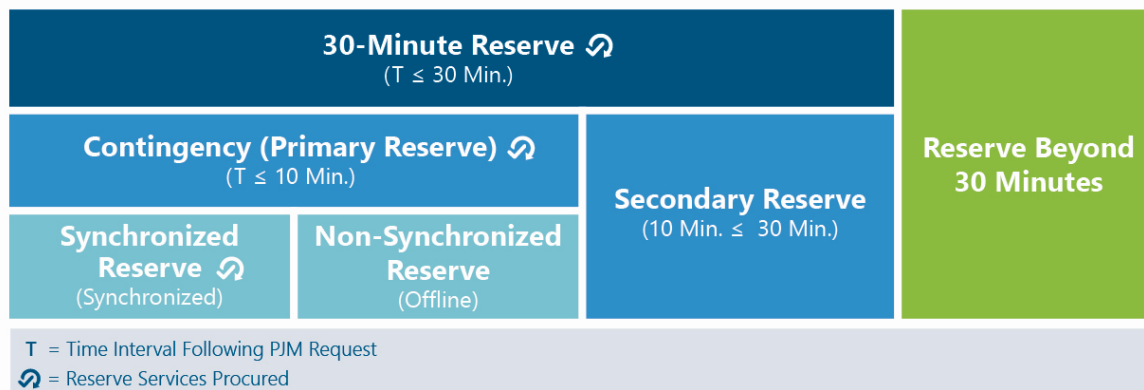 30-Minute Reserve
(T ≤ 30 Min.)
Contingency (Primary Reserve)
(T ≤ 10 Min.)
Synchronized
Reserve
(Synchronized)
Non-Synchronized
Reserve
(Offline)
Secondary Reserve
(10 Min. ≤ 30 Min.)
Reserve Beyond
30 Minutes
T = Time Interval Following PJM Request
= Reserve Services Procured